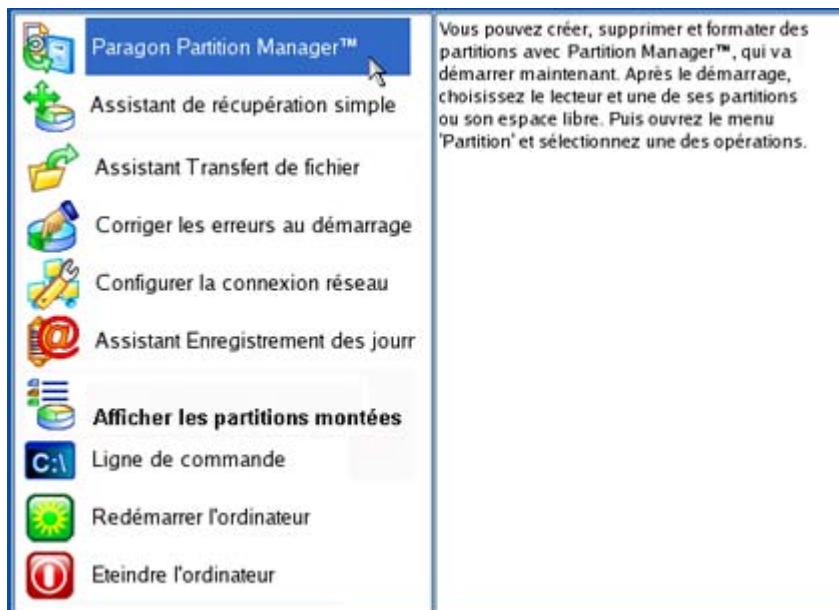 Paragon Partition Manager™
Assistant de récupération simple
Assistant Transfert de fichier
Corriger les erreurs au démarrage
Configurer la connexion réseau
Assistant Enregistrement des jourr
Afficher les partitions montées
C:\
Ligne de commande
Redémarrer l'ordinateur
Eteindre l'ordinateur
Vous pouvez créer, supprimer et formater des
partitions avec Partition Manager™, qui va
démarrer maintenant. Après le démarrage,
choisissez le lecteur et une de ses partitions
ou son espace libre. Puis ouvrez le menu
'Partition' et sélectionnez une des opérations.